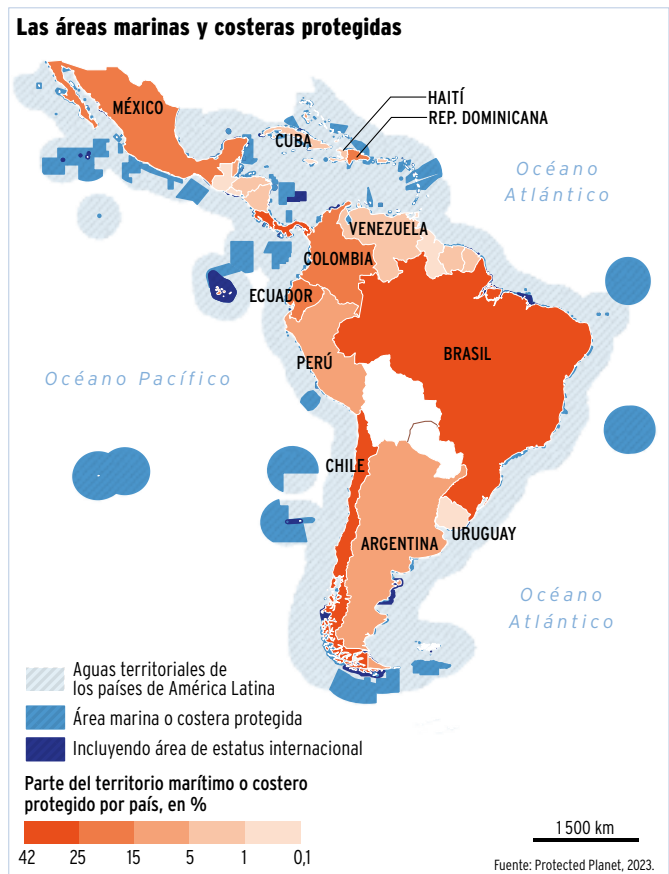 Las áreas marinas y costeras protegidas
MÉXICO
HAITÍ
REP. DOMINICANA
CUBA
Océano
Atlántico
VENEZUELA
COLOMBIA
ECUADOR
PERÚ
BRASIL
Océano Pacífico
CHILE
URUGUAY
ARGENTINA
Océano
Atlántico
Aguas territoriales de
los países de América Latina
Área marina o costera protegida
Incluyendo área de estatus internacional
Parte del territorio marítimo o costero
protegido por país, en %
42 25 15 5 1 0,1
1 500 km
Fuente: Protected Planet, 2023.